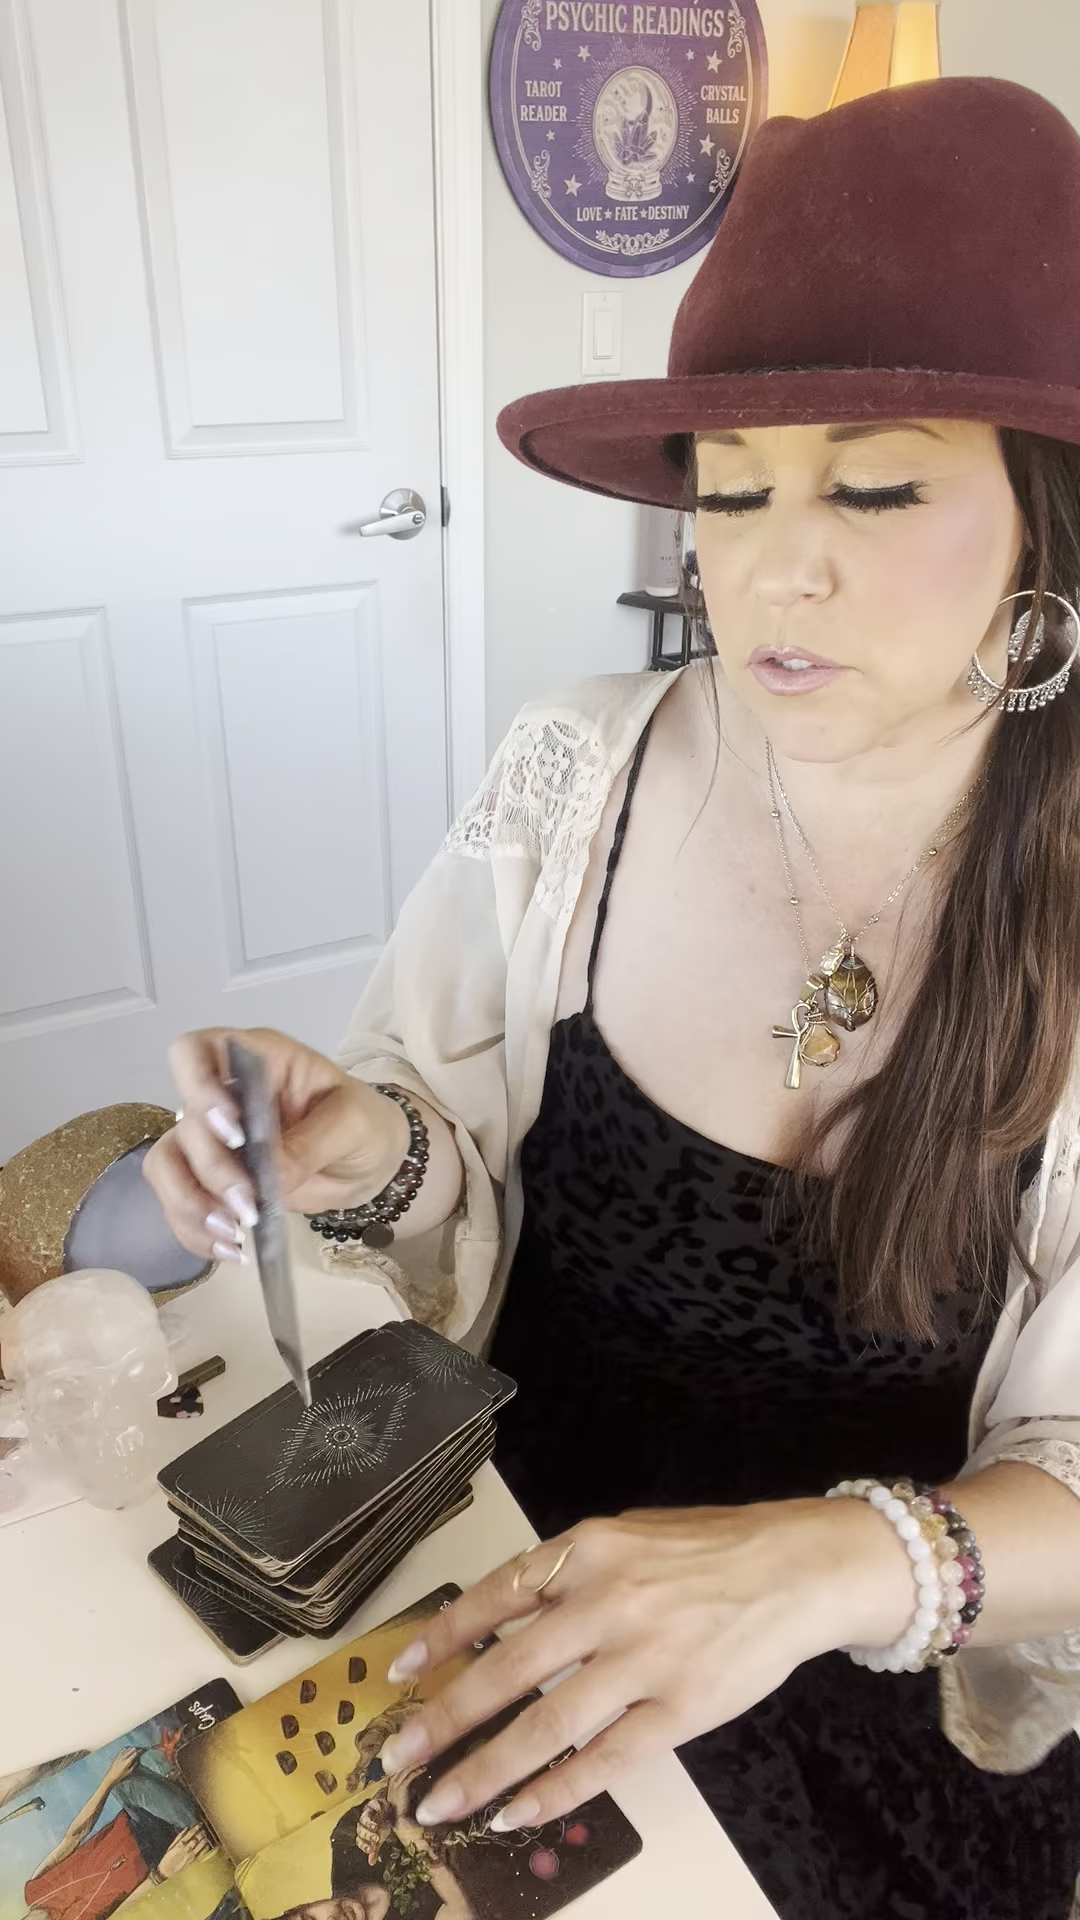 PSYCHIC READINGS
TAROT
READER
CRYSTAL
BALLS
LOVE ★ FATE ★ DESTINY
Cups